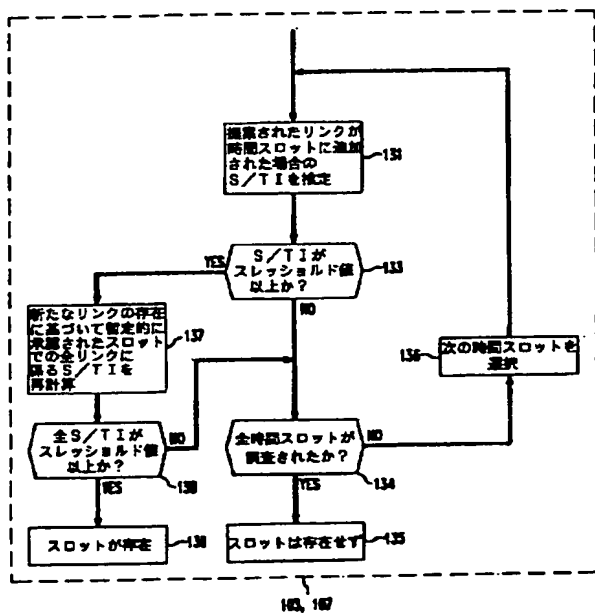 提案されたリンクが
時間スロットに追加
された場合の
S/TIを推定
131
S/TIが
スレッショルド値
以上か?
133
YES
NO
新たなリンクの存在
に基づいて暫定的に
承認されたスロット
での全リンクに
係るS/TIを
再計算
137
次の時間スロットを
選択
136
全S/TIが
スレッショルド値
以上か?
138
NO
YES
全時間スロットが
調査されたか?
134
NO
YES
スロットが存在
138
スロットは存在せず
135
103, 107